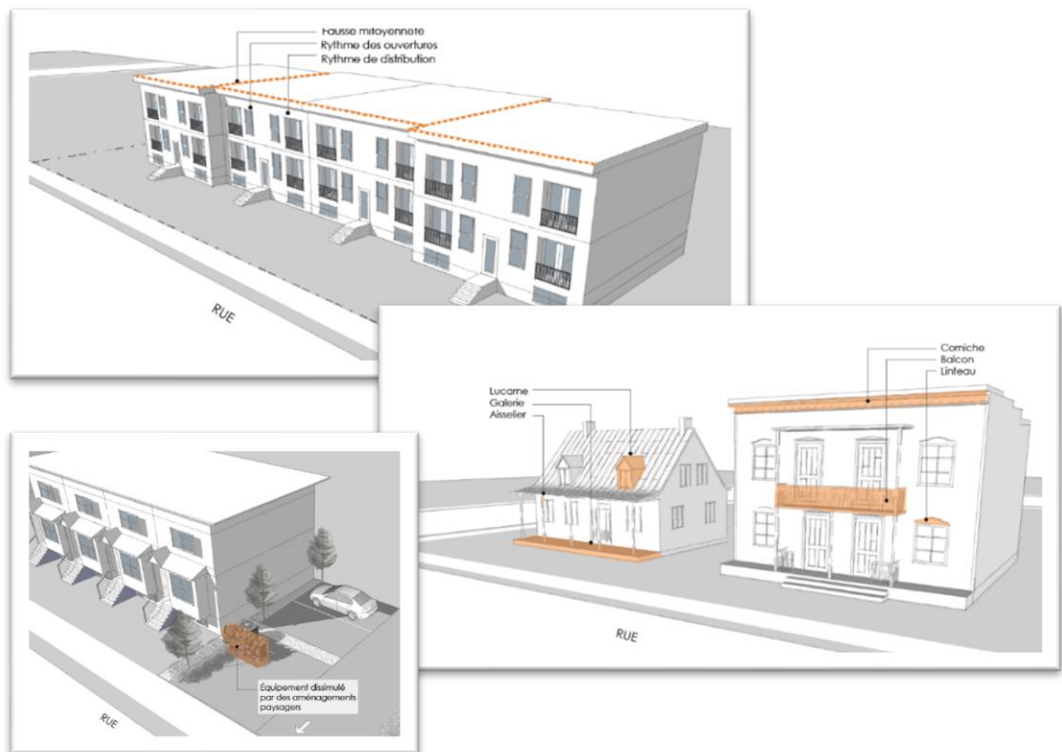 Fausse mitoyenneté
Rythme des ouvertures
Rythme de distribution
RUE
Corniche
Balcon
Linteau
Lucarne
Galerie
Aisselier
RUE
Équipement dissimulé
par des aménagements
paysagers
RUE